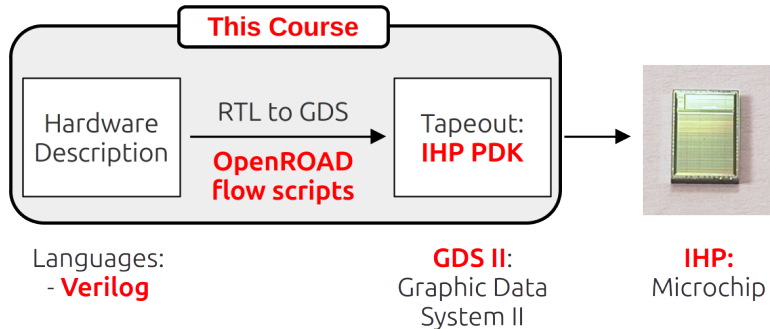 This Course
Hardware
Description
RTL to GDS
OpenROAD
flow scripts
Tapeout:
IHP PDK
Languages:
- Verilog
GDS II:
Graphic Data
System II
IHP:
Microchip